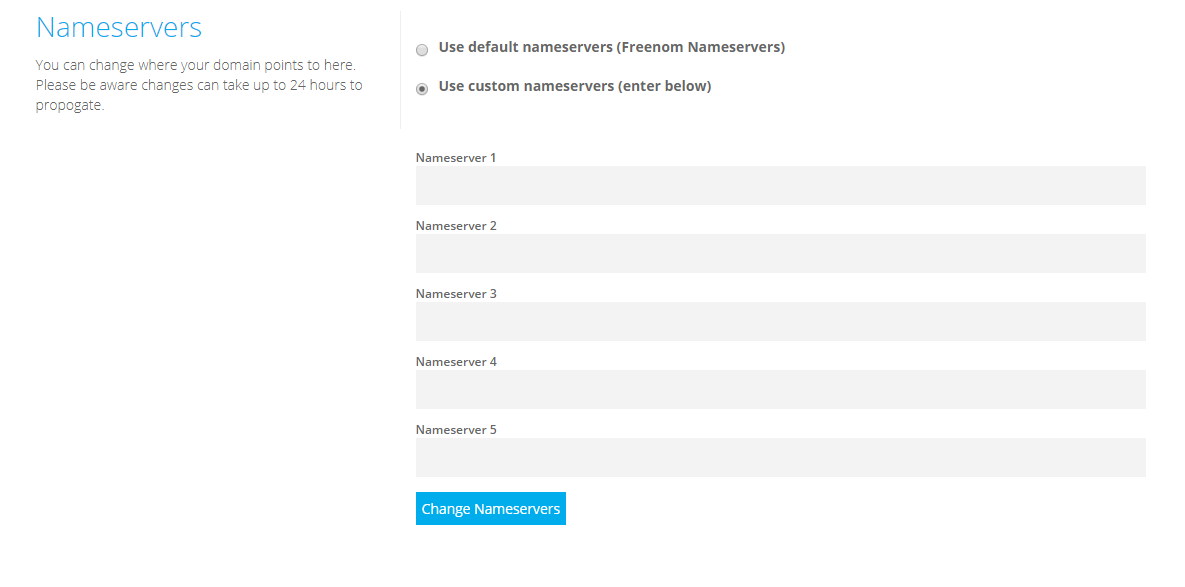 Nameservers
You can change where your domain points to here.
Please be aware changes can take up to 24 hours to
propogate.
Use default nameservers (Freenom Nameservers)
Use custom nameservers (enter below)
Nameserver 1
Nameserver 2
Nameserver 3
Nameserver 4
Nameserver 5
Change Nameservers